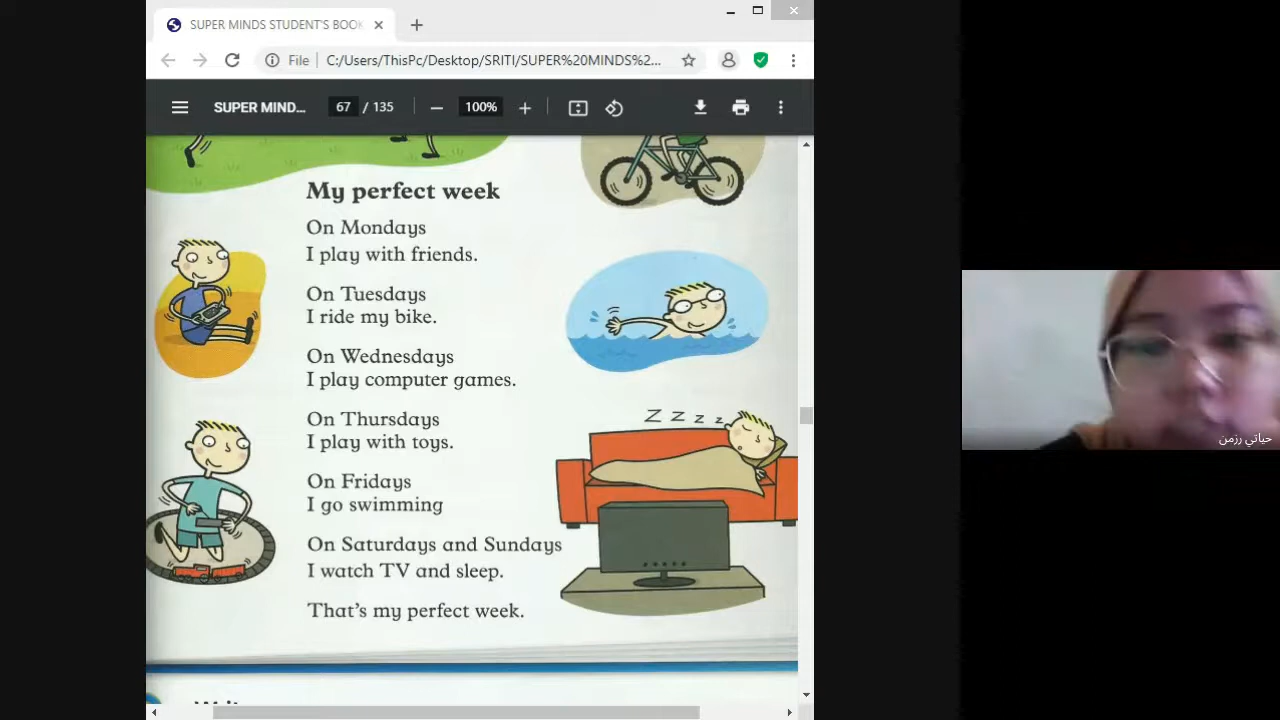 SUPER MINDS STUDENT'S BOOK
File
C:/Users/ThisPc/Desktop/SRITI/SUPER%20MINDS%2...
SUPER MIND...
67 / 135
100%
My perfect week
On Mondays
I play with friends.
On Tuesdays
I ride my bike.
On Wednesdays
I play computer games.
On Thursdays
I play with toys.
On Fridays
I go swimming
On Saturdays and Sundays
I watch TV and sleep.
That's my perfect week.
Z Z Z z
حياتي رزمن